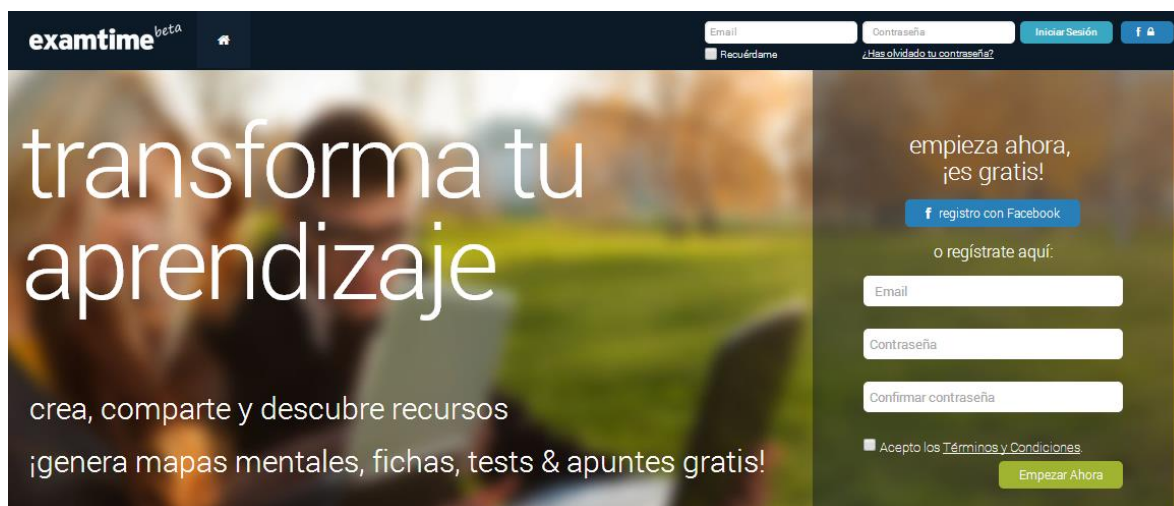 examtime beta
Email
Contraseña
Iniciar Sesión
f
Recuérdame
¿Has olvidado tu contraseña?
transforma tu
aprendizaje
crea, comparte y descubre recursos
¡genera mapas mentales, fichas, tests & apuntes gratis!
empieza ahora,
¡es gratis!
f registro con Facebook
o regístrate aquí:
Email
Contraseña
Confirmar contraseña
Acepto los Términos y Condiciones.
Empezar Ahora